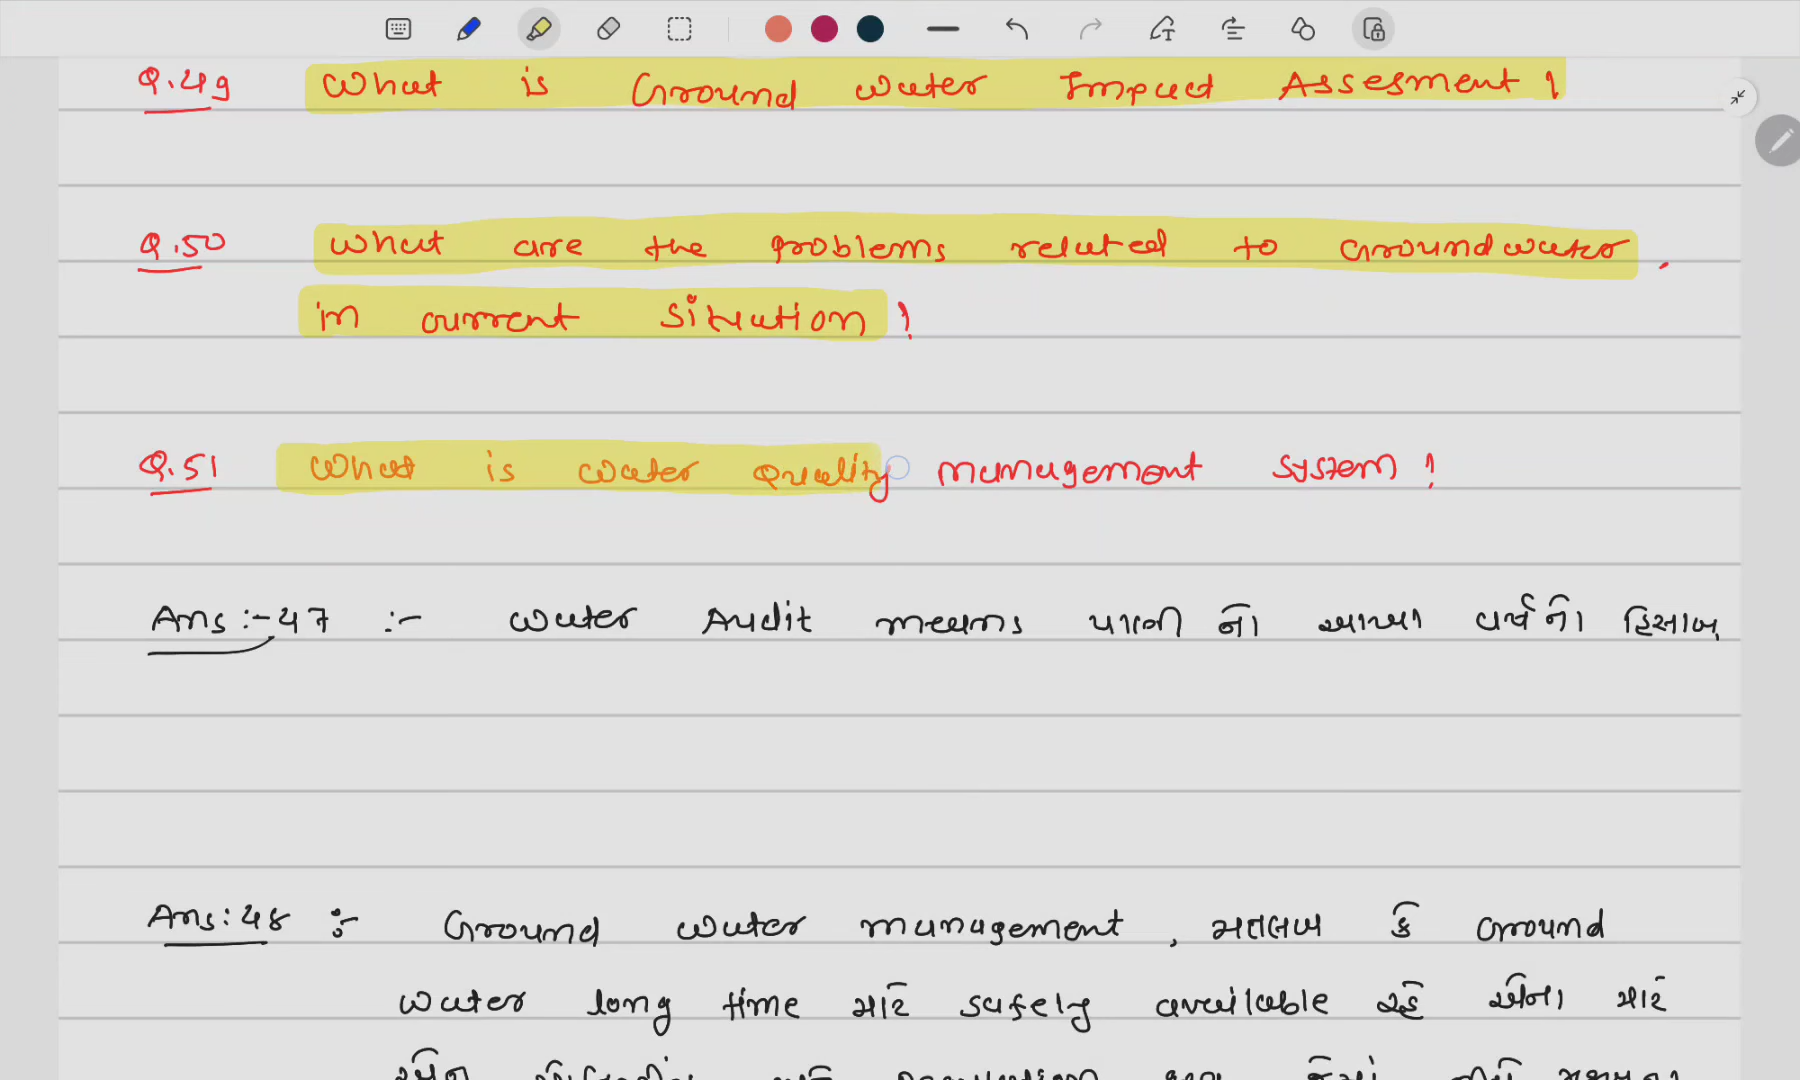 Q.49 What is Ground water Impact Assesment?
Q.50 What are the problems related to Groundwater
in current situation?
Q.51 What is water Quality management system?
Ans:-47 :- water Audit means પાણી નો આખા વર્ષ નો હિસાબ
Ans:48 :- Ground water management, મતલબ કે Ground
water long time માટે safely available રહે એના માટે